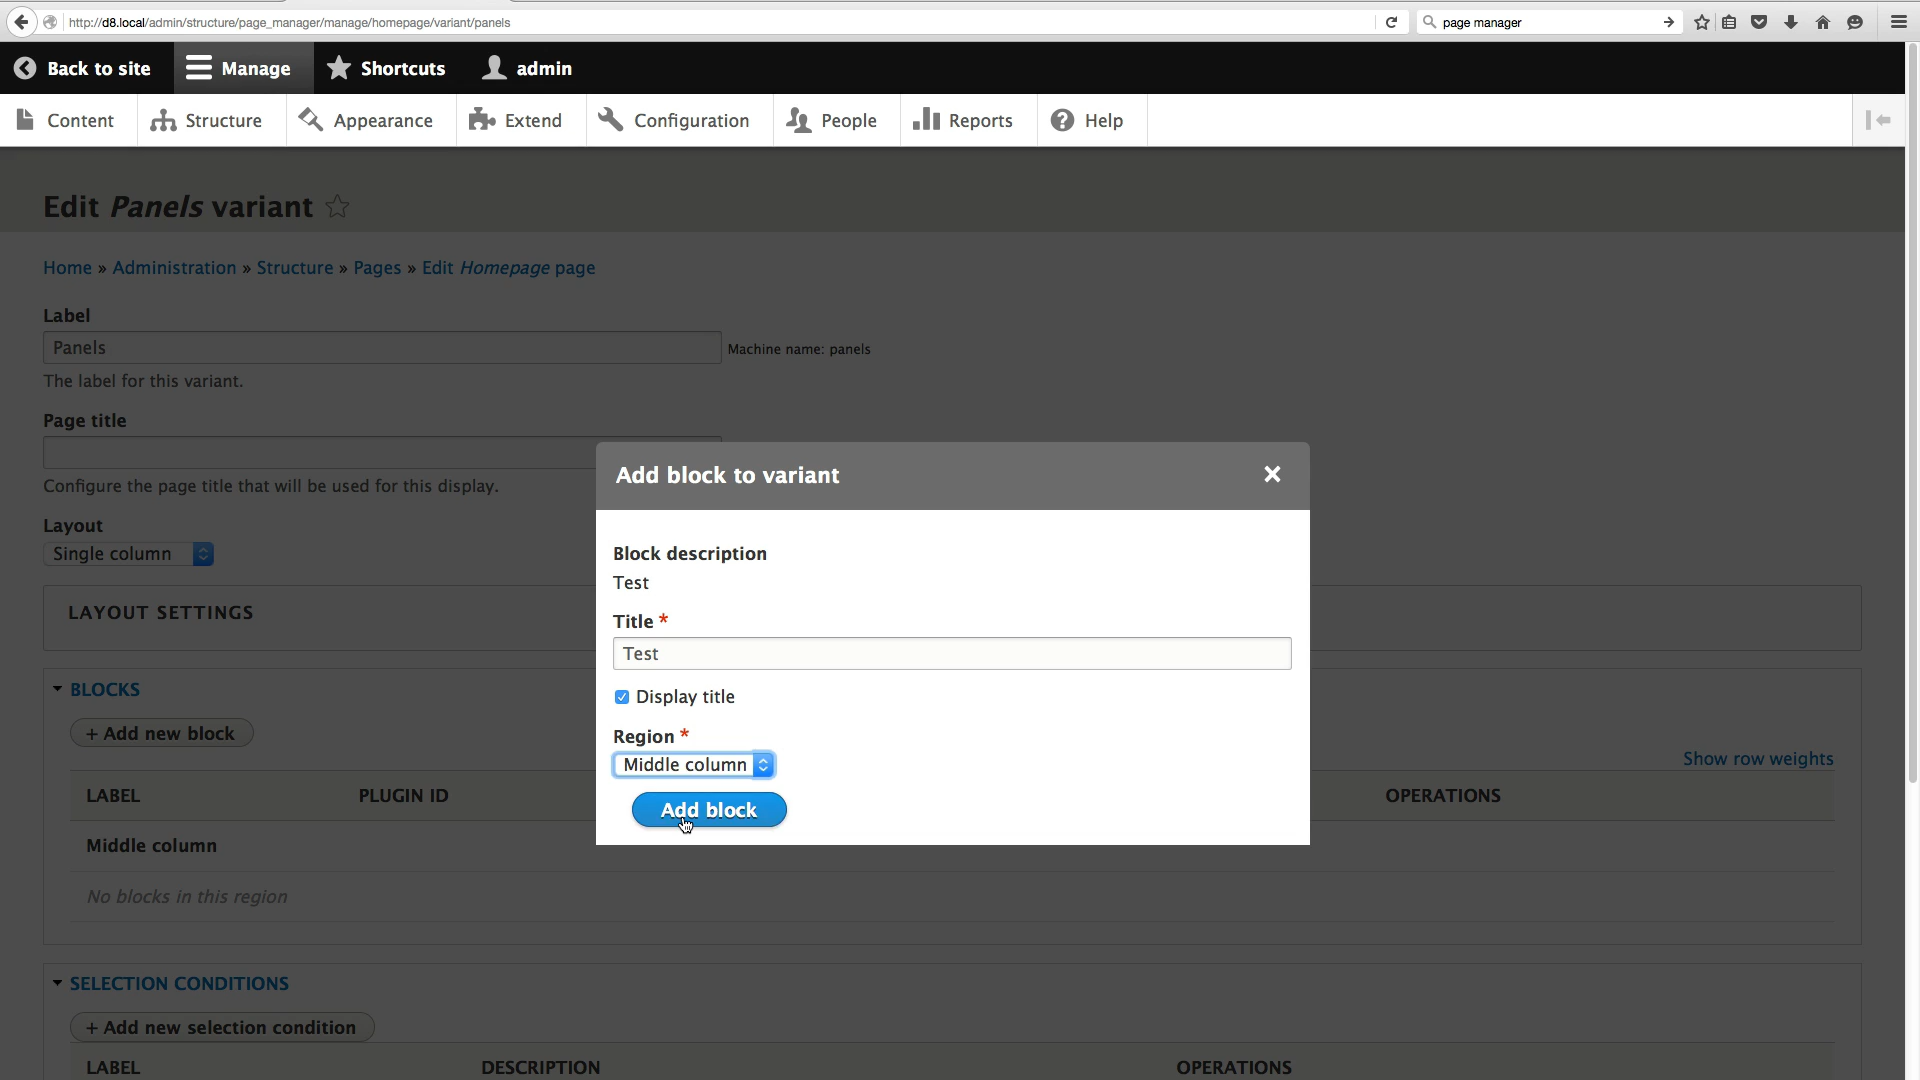 http://d8.local/admin/structure/page_manager/manage/homepage/variant/panels
page manager
Back to site Manage Shortcuts admin
Content Structure Appearance Extend Configuration People Reports Help
Edit Panels variant
Home » Administration » Structure » Pages » Edit Homepage page
Label
Panels Machine name: panels
The label for this variant.
Page title
Configure the page title that will be used for this display.
Layout
Single column
LAYOUT SETTINGS
BLOCKS
+ Add new block
Show row weights
LABEL PLUGIN ID OPERATIONS
Middle column
No blocks in this region
SELECTION CONDITIONS
+ Add new selection condition
LABEL DESCRIPTION OPERATIONS
Add block to variant
Block description
Test
Title *
Test
Display title
Region *
Middle column
Add block